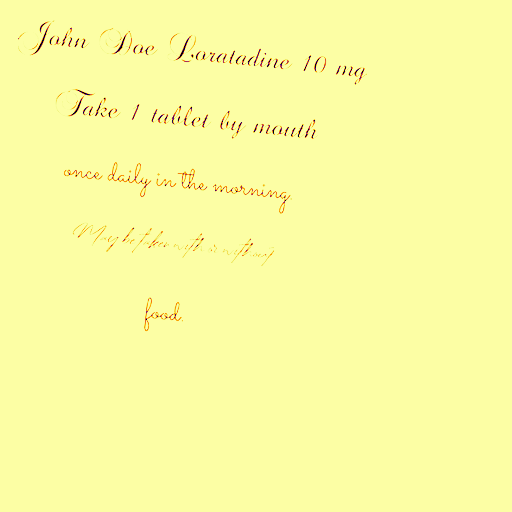 John Doe Loratadine 10 mg
Take 1 tablet by mouth
once daily in the morning.
May be taken with or without
food.